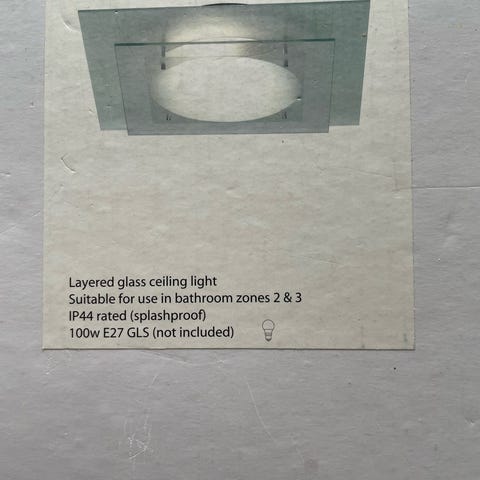 Layered glass ceiling light
Suitable for use in bathroom zones 2 & 3
IP44 rated (splashproof)
100w E27 GLS (not included)